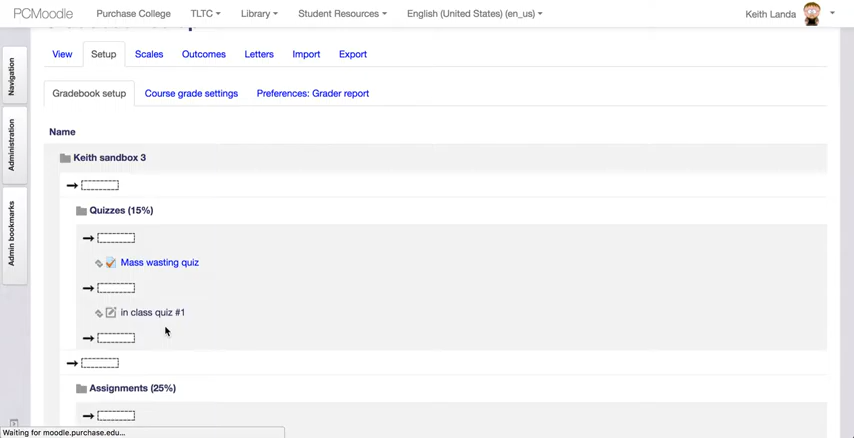 PCMoodle Purchase College TLTC Library Student Resources English (United States) (en_us) Keith Landa
View Setup Scales Outcomes Letters Import Export
Gradebook setup Course grade settings Preferences: Grader report
Navigation
Administration
Admin bookmarks
Name
Keith sandbox 3
Quizzes (15%)
Mass wasting quiz
in class quiz #1
Assignments (25%)
Waiting for moodle.purchase.edu...